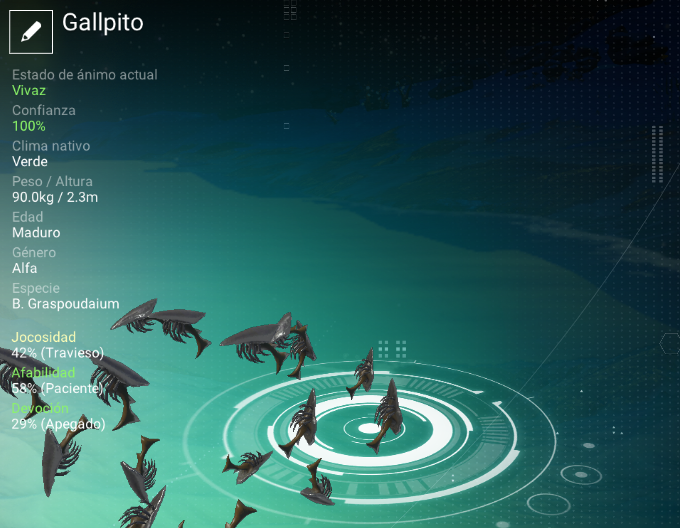 Gallpito
Estado de ánimo actual
Vivaz
Confianza
100%
Clima nativo
Verde
Peso / Altura
90.0kg / 2.3m
Edad
Maduro
Género
Alfa
Especie
B. Graspoudaium
Jocosidad
42% (Travieso)
Afabilidad
58% (Paciente)
Devoción
29% (Apegado)